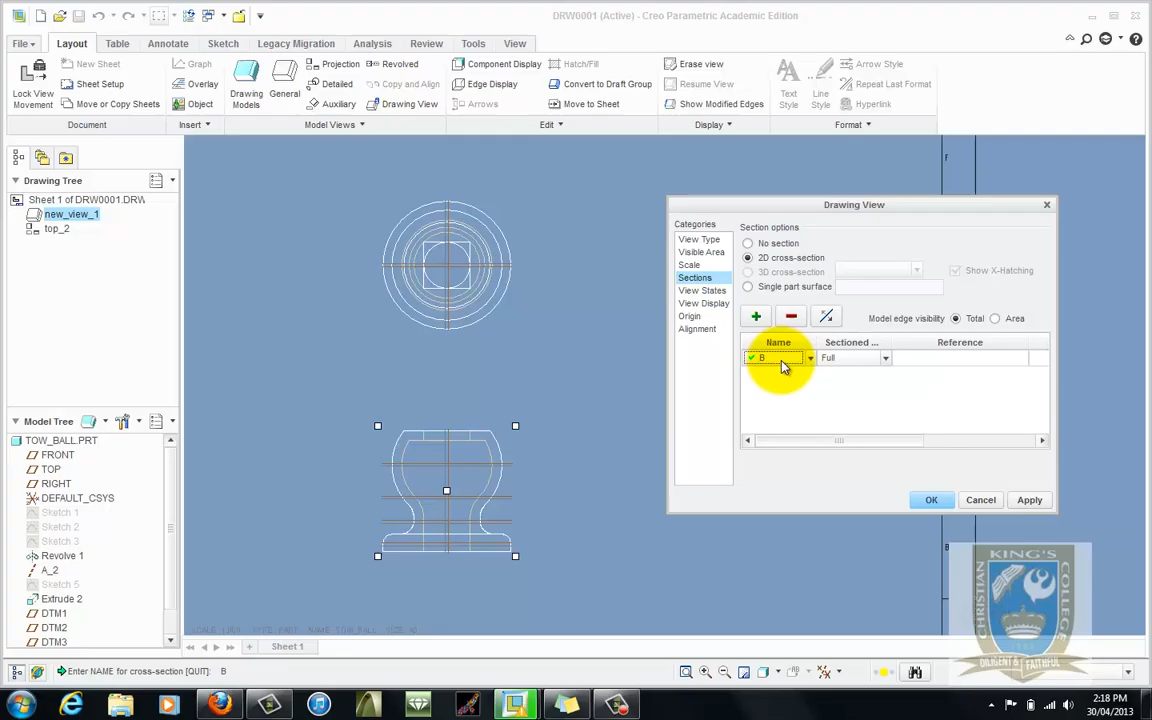 DRW0001 (Active) - Creo Parametric Academic Edition
File
Layout
Table
Annotate
Sketch
Legacy Migration
Analysis
Review
Tools
View
Lock View Movement
New Sheet
Sheet Setup
Move or Copy Sheets
Document
Graph
Overlay
Object
Insert
Drawing Models
General
Projection
Detailed
Auxiliary
Revolved
Copy and Align
Drawing View
Model Views
Component Display
Edge Display
Arrows
Hatch/Fill
Convert to Draft Group
Move to Sheet
Edit
Erase view
Resume View
Show Modified Edges
Display
Text Style
Line Style
Arrow Style
Repeat Last Format
Hyperlink
Format
Drawing Tree
Sheet 1 of DRW0001.DRW
new_view_1
top_2
Model Tree
TOW_BALL.PRT
FRONT
TOP
RIGHT
DEFAULT_CSYS
Sketch 1
Sketch 2
Sketch 3
Revolve 1
A_2
Sketch 5
Extrude 2
DTM1
DTM2
DTM3
F
Drawing View
Categories
View Type
Visible Area
Scale
Sections
View States
View Display
Origin
Alignment
Section options
No section
2D cross-section
3D cross-section
Show X-Hatching
Single part surface
Model edge visibility
Total
Area
Name
Sectioned ...
Reference
B
Full
OK
Cancel
Apply
B
KING'S
CHRISTIAN
COLLEGE
DILIGENT & FAITHFUL
Sheet 1
Enter NAME for cross-section [QUIT]: B
2:18 PM
30/04/2013